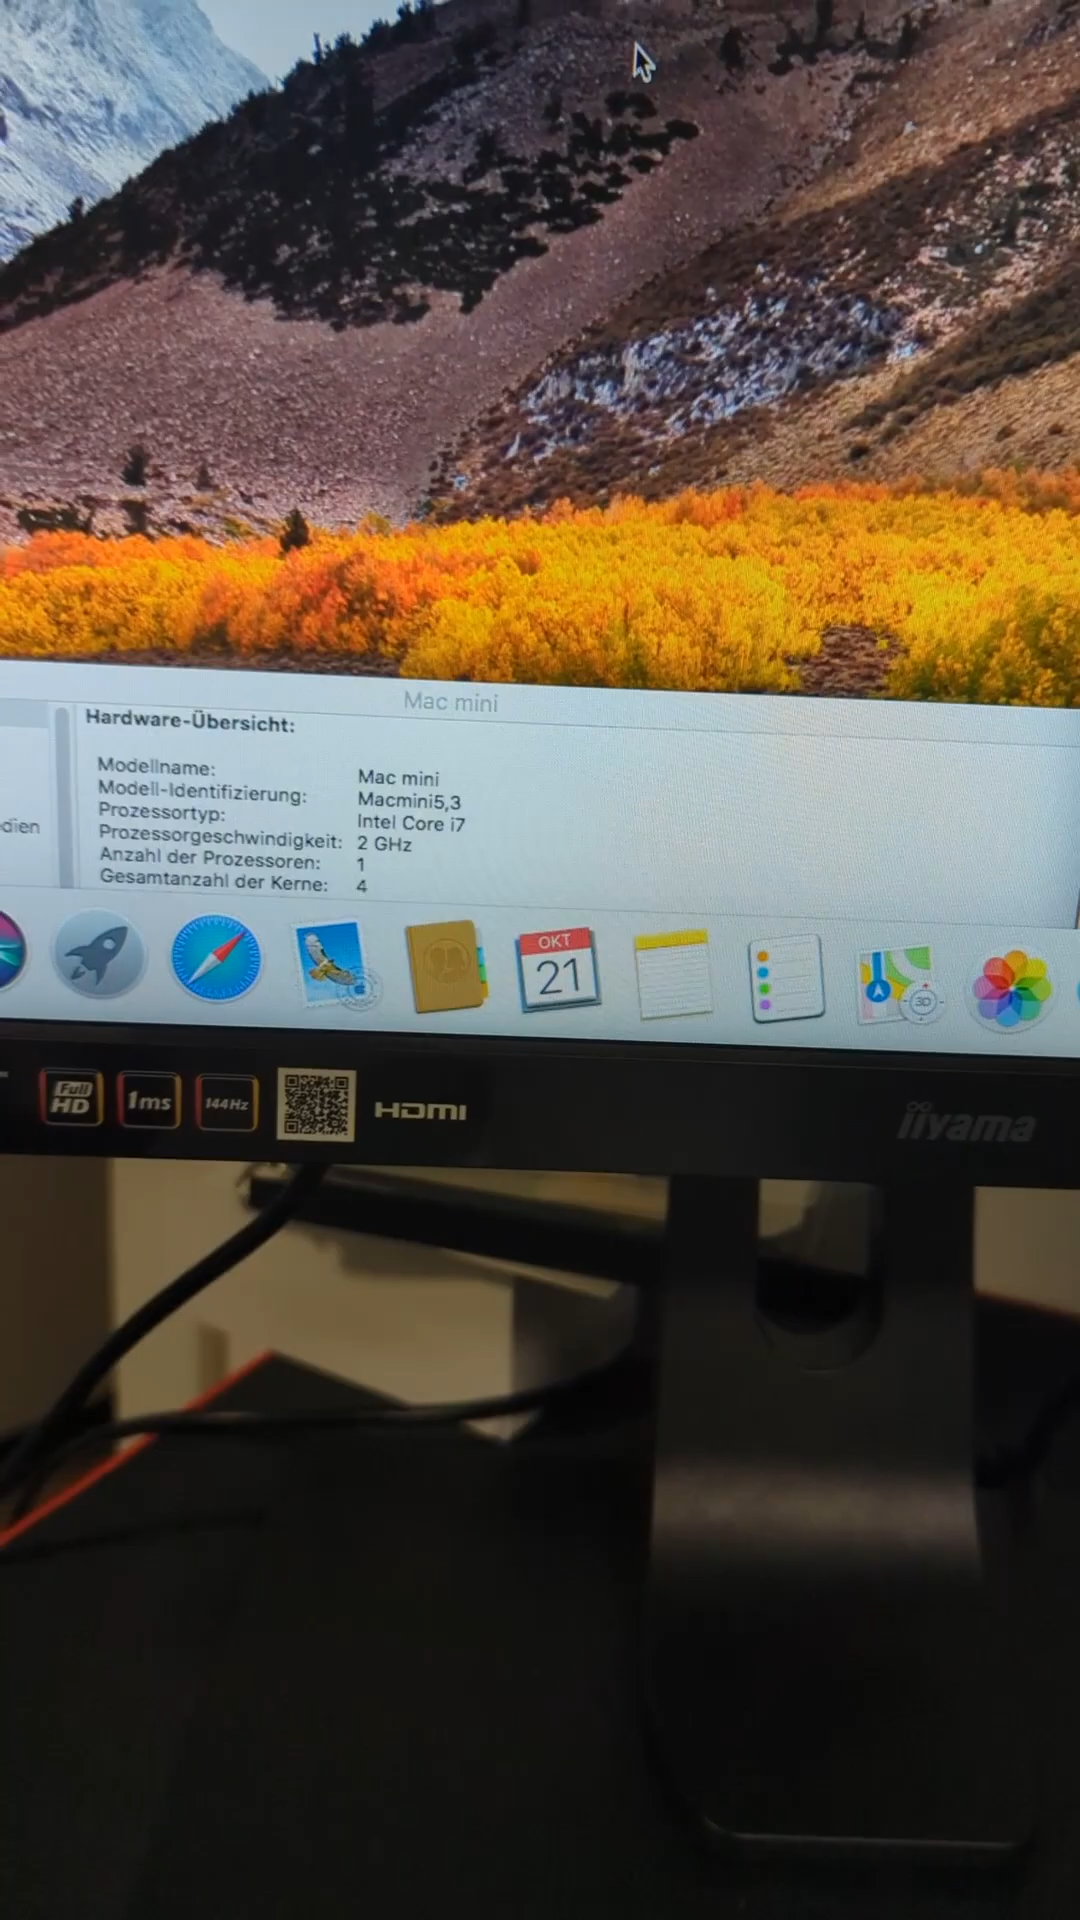 Mac mini
Hardware-Übersicht:
Modellname: Mac mini
Modell-Identifizierung: Macmini5,3
Prozessortyp: Intel Core i7
Prozessorgeschwindigkeit: 2 GHz
Anzahl der Prozessoren: 1
Gesamtanzahl der Kerne: 4
dien
OKT
21
3D
Full HD
1ms
144Hz
HDMI
iiyama